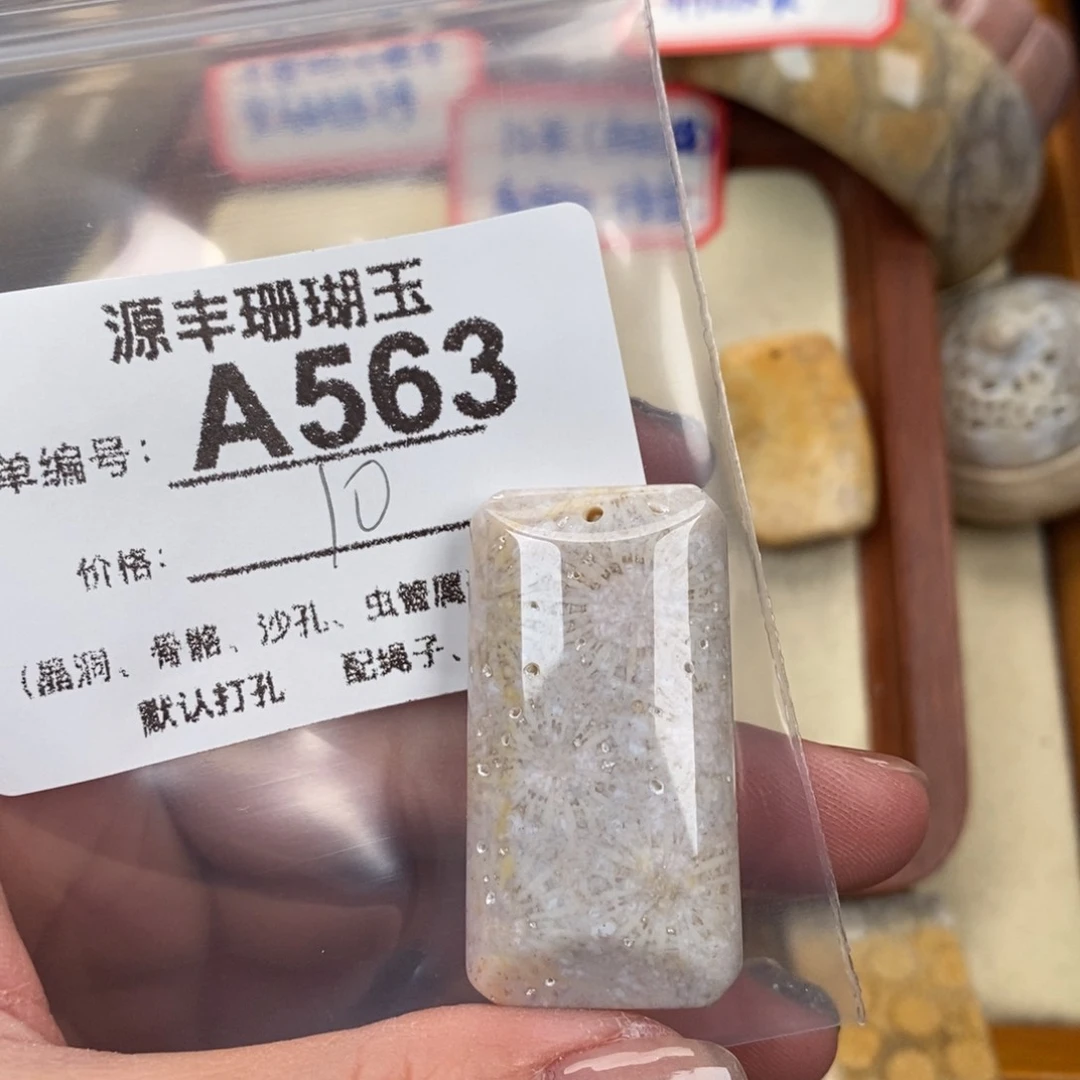 源丰珊瑚玉
单编号：A563
价格：10
（晶洞、骨骼、沙孔、虫蛀属
默认打孔 配绳子、